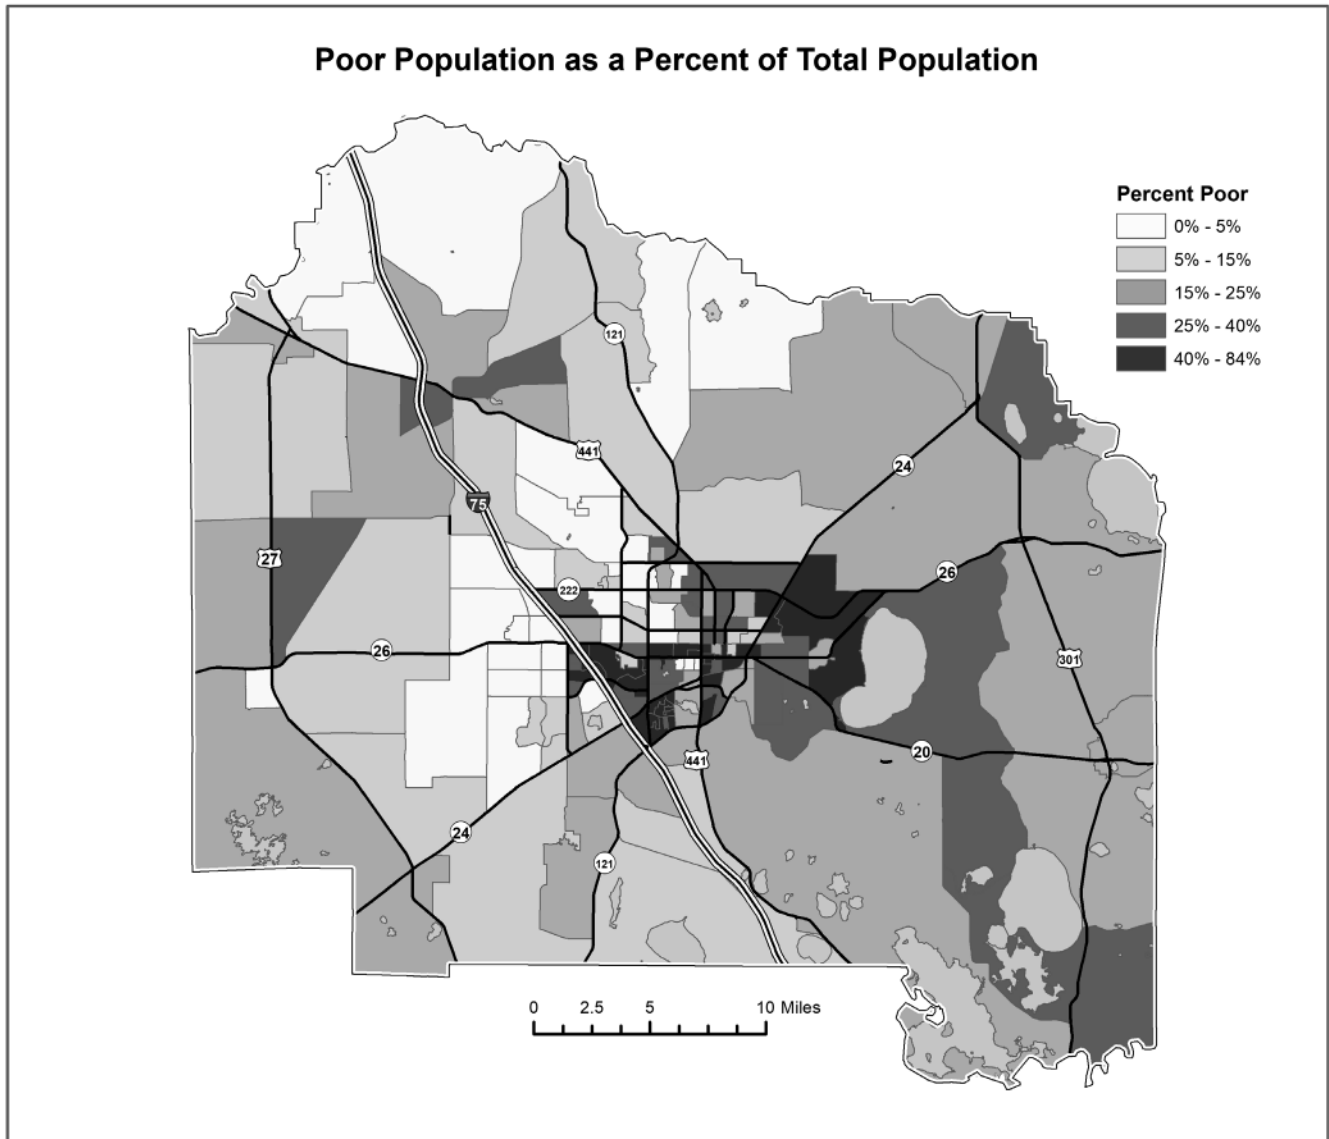 Poor Population as a Percent of Total Population
Percent Poor
0% - 5%
5% - 15%
15% - 25%
25% - 40%
40% - 84%
121
441
24
75
27
222
26
26
301
441
20
24
121
0 2.5 5 10 Miles